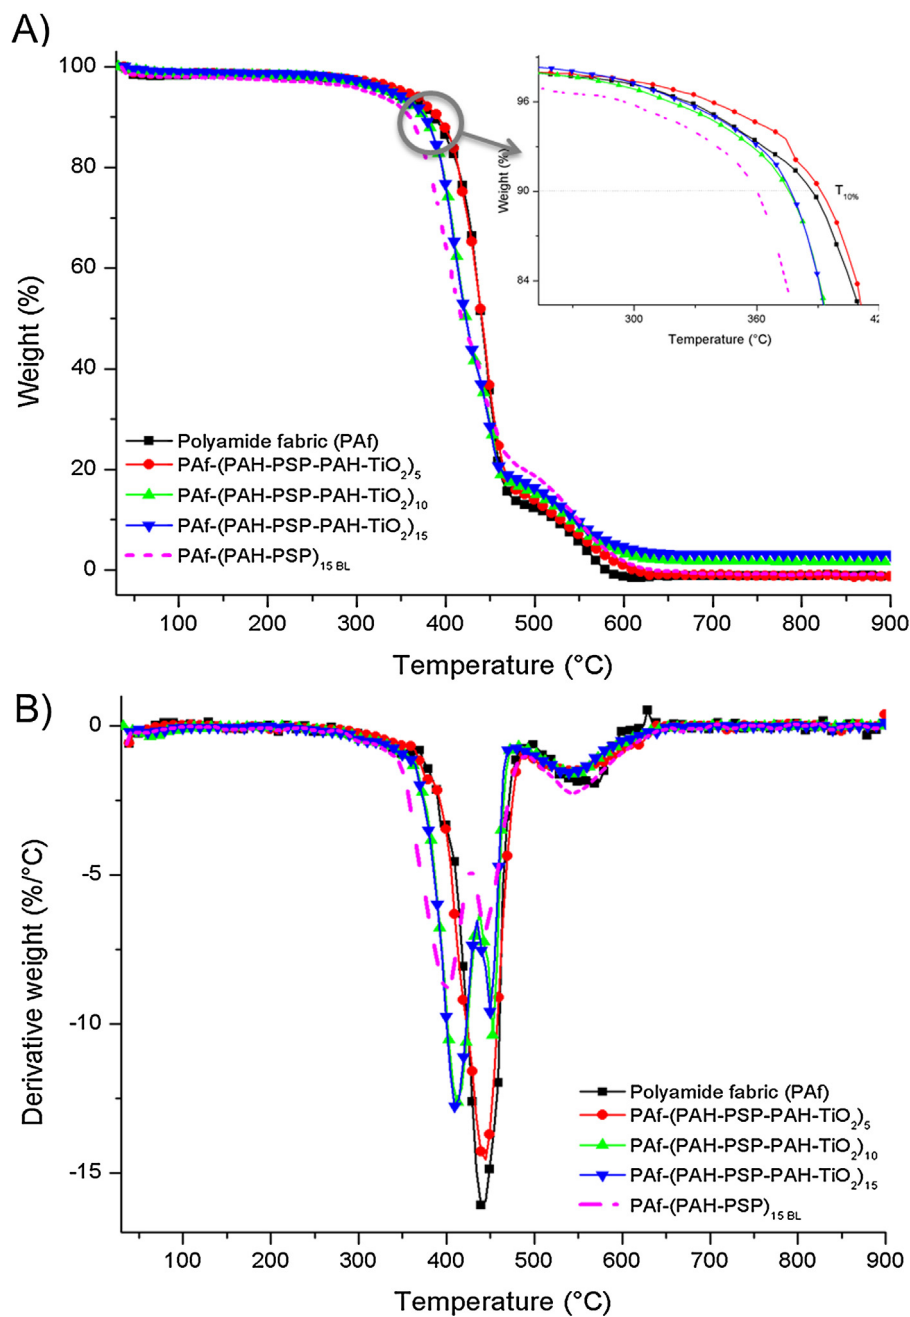 A)
100
80
60
40
20
0
Weight (%)
100 200 300 400 500 600 700 800 900
Temperature (°C)
Polyamide fabric (PAf)
PAf-(PAH-PSP-PAH-TiO2)5
PAf-(PAH-PSP-PAH-TiO2)10
PAf-(PAH-PSP-PAH-TiO2)15
PAf-(PAH-PSP)15 BL
96
90
84
Weight (%)
T10%
300 360 42
Temperature (°C)
B)
0
-5
-10
-15
Derivative weight (%/°C)
Polyamide fabric (PAf)
PAf-(PAH-PSP-PAH-TiO2)5
PAf-(PAH-PSP-PAH-TiO2)10
PAf-(PAH-PSP-PAH-TiO2)15
PAf-(PAH-PSP)15 BL
100 200 300 400 500 600 700 800 900
Temperature (°C)